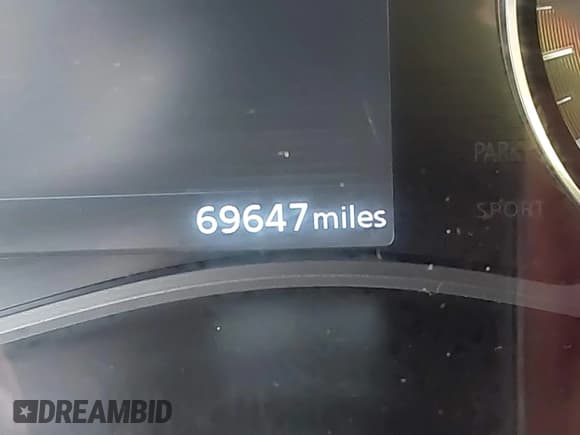 PARK
69647 miles
SPORT
DREAMBID